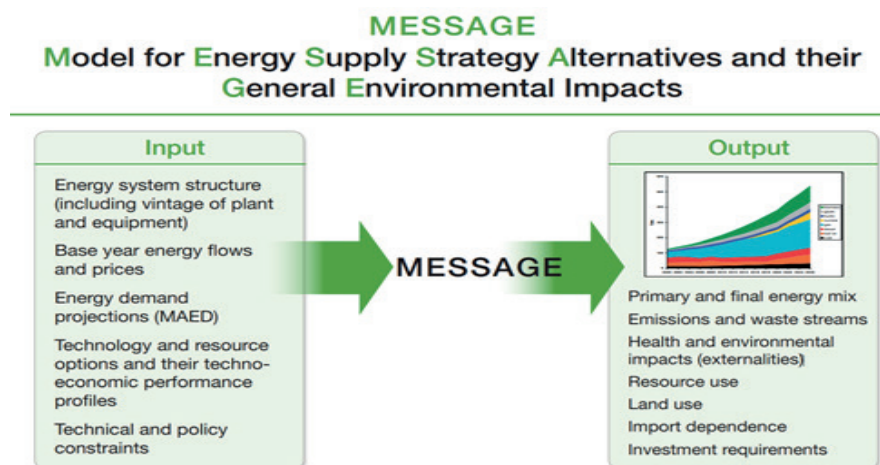 MESSAGE
Model for Energy Supply Strategy Alternatives and their
General Environmental Impacts
Input
Energy system structure
(including vintage of plant
and equipment)
Base year energy flows
and prices
Energy demand
projections (MAED)
Technology and resource
options and their techno-
economic performance
profiles
Technical and policy
constraints
MESSAGE
Output
Primary and final energy mix
Emissions and waste streams
Health and environmental
impacts (externalities)
Resource use
Land use
Import dependence
Investment requirements